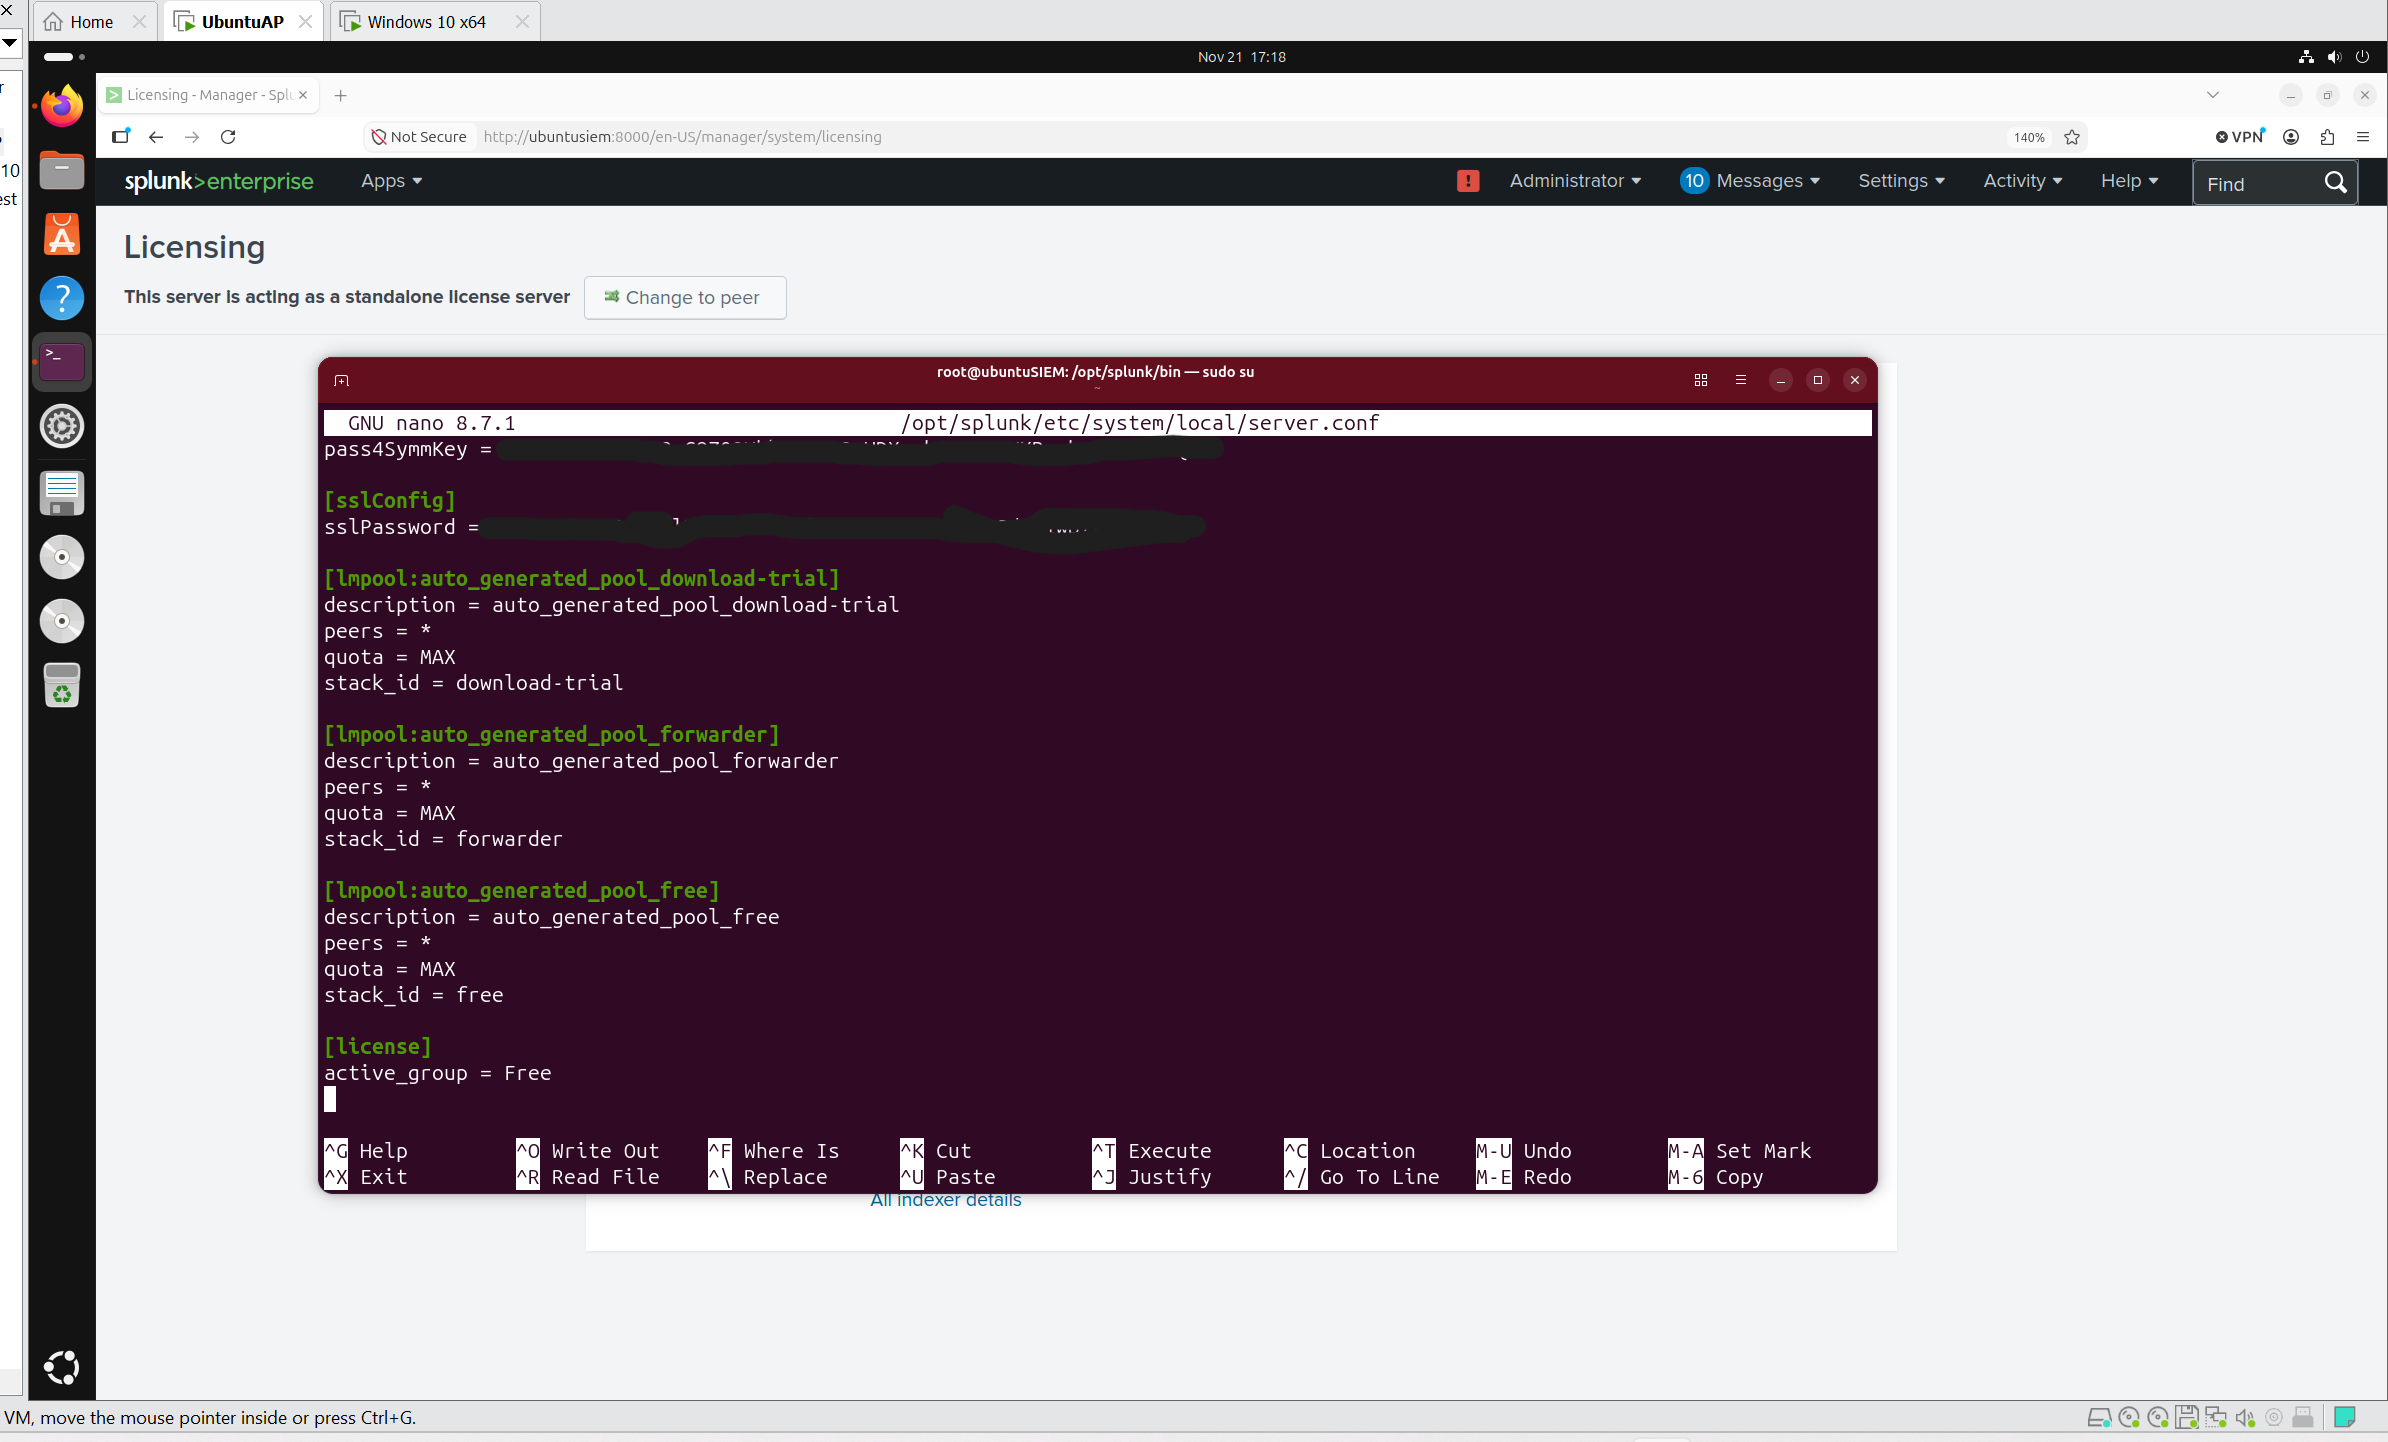 Home
UbuntuAP
Windows 10 x64
Nov 21 17:18
Licensing - Manager - Splu
Not Secure
http://ubuntusiem:8000/en-US/manager/system/licensing
140%
VPN
10
est
splunk>enterprise
Apps
!
Administrator
10 Messages
Settings
Activity
Help
Find
Licensing
This server is acting as a standalone license server
Change to peer
root@ubuntuSIEM: /opt/splunk/bin — sudo su
~
GNU nano 8.7.1 /opt/splunk/etc/system/local/server.conf
pass4SymmKey =
[sslConfig]
sslPassword =
[lmpool:auto_generated_pool_download-trial]
description = auto_generated_pool_download-trial
peers = *
quota = MAX
stack_id = download-trial
[lmpool:auto_generated_pool_forwarder]
description = auto_generated_pool_forwarder
peers = *
quota = MAX
stack_id = forwarder
[lmpool:auto_generated_pool_free]
description = auto_generated_pool_free
peers = *
quota = MAX
stack_id = free
[license]
active_group = Free
^G Help ^O Write Out ^F Where Is ^K Cut ^T Execute ^C Location M-U Undo M-A Set Mark
^X Exit ^R Read File ^\ Replace ^U Paste ^J Justify ^/ Go To Line M-E Redo M-6 Copy
All indexer details
VM, move the mouse pointer inside or press Ctrl+G.